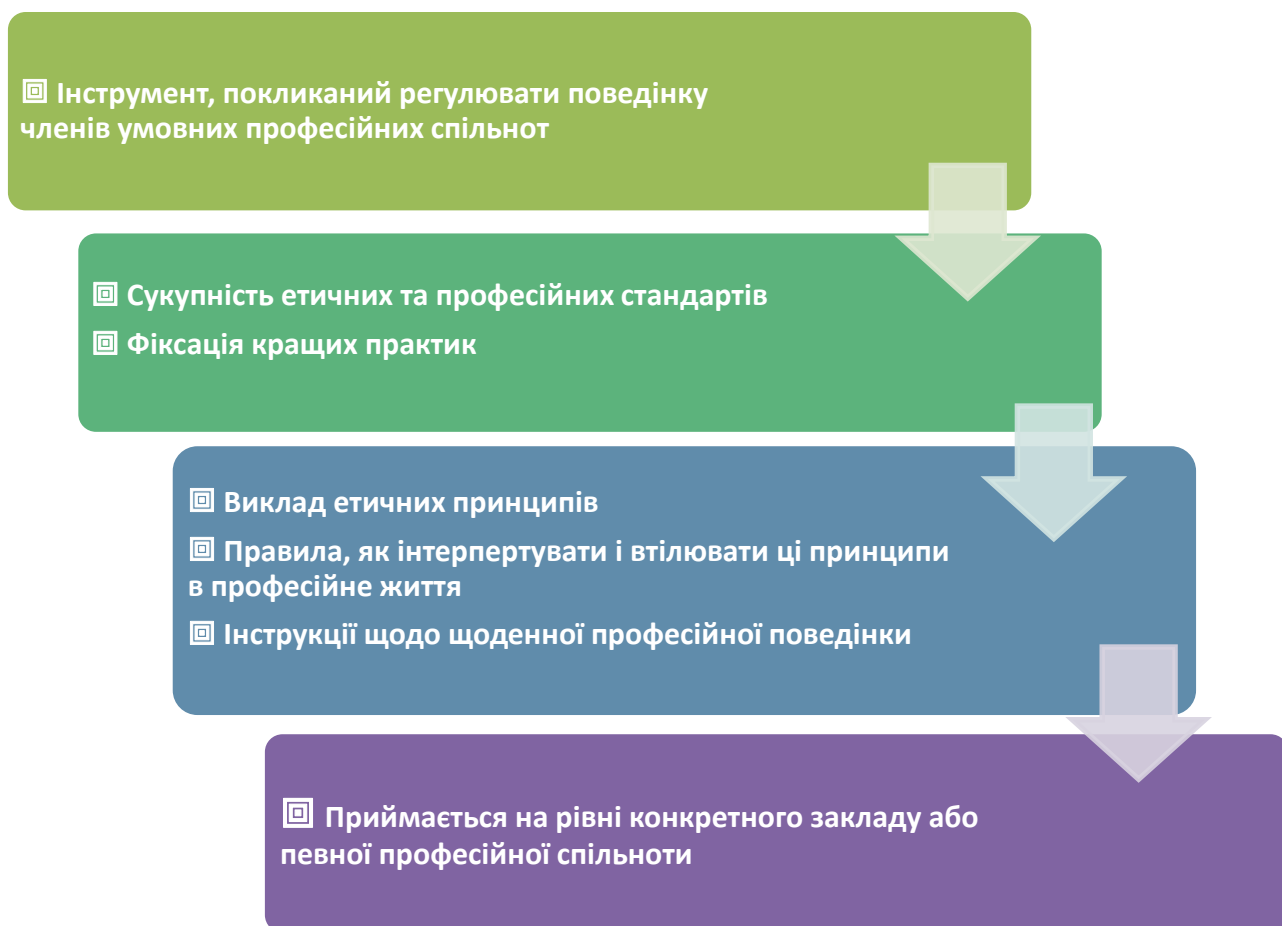 ▣ Інструмент, покликаний регулювати поведінку
членів умовних професійних спільнот
▣ Сукупність етичних та професійних стандартів
▣ Фіксація кращих практик
▣ Виклад етичних принципів
▣ Правила, як інтерпертувати і втілювати ці принципи
в професійне життя
▣ Інструкції щодо щоденної професійної поведінки
▣ Приймається на рівні конкретного закладу або
певної професійної спільноти